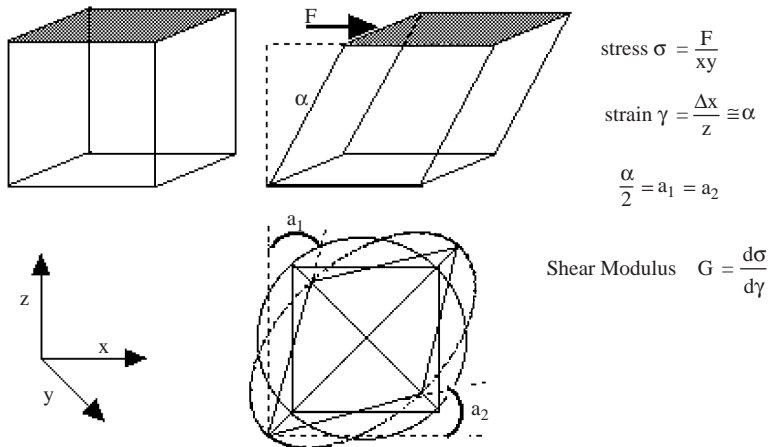 F
α
stress σ = F/xy
strain γ = Δx/z ≅ α
α/2 = a₁ = a₂
a₁
Shear Modulus G = dσ/dγ
z
x
y
a₂